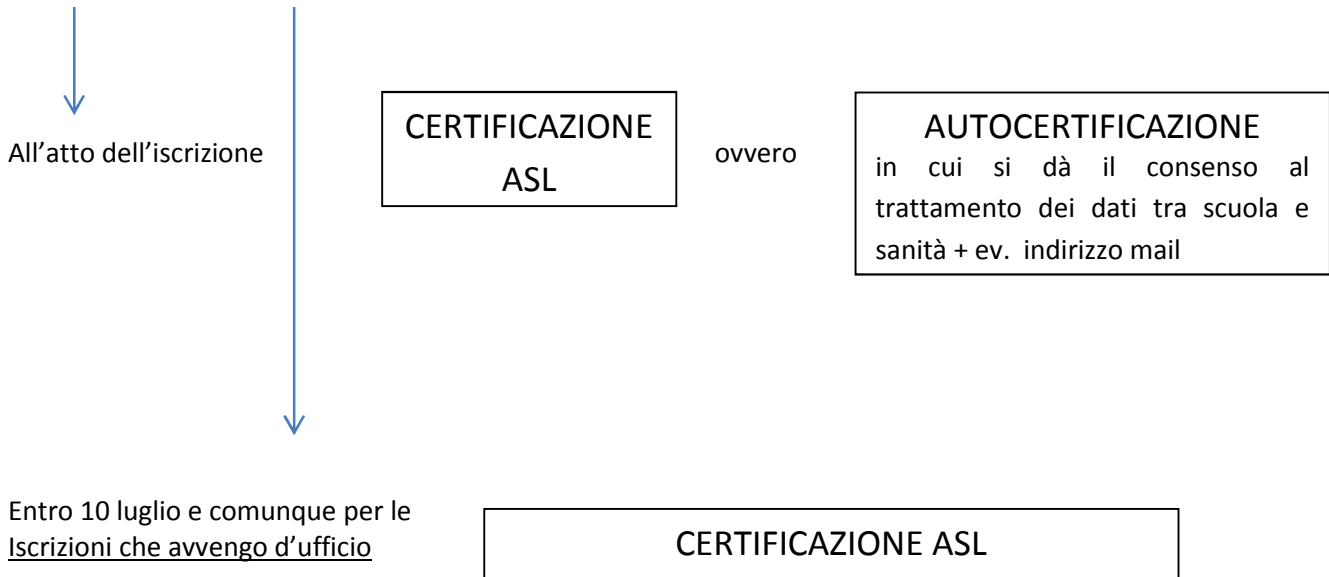 All’atto dell’iscrizione
CERTIFICAZIONE
ASL
ovvero
AUTOCERTIFICAZIONE
in cui si dà il consenso al
trattamento dei dati tra scuola e
sanità + ev. indirizzo mail
Entro 10 luglio e comunque per le
Iscrizioni che avvengo d’ufficio
CERTIFICAZIONE ASL